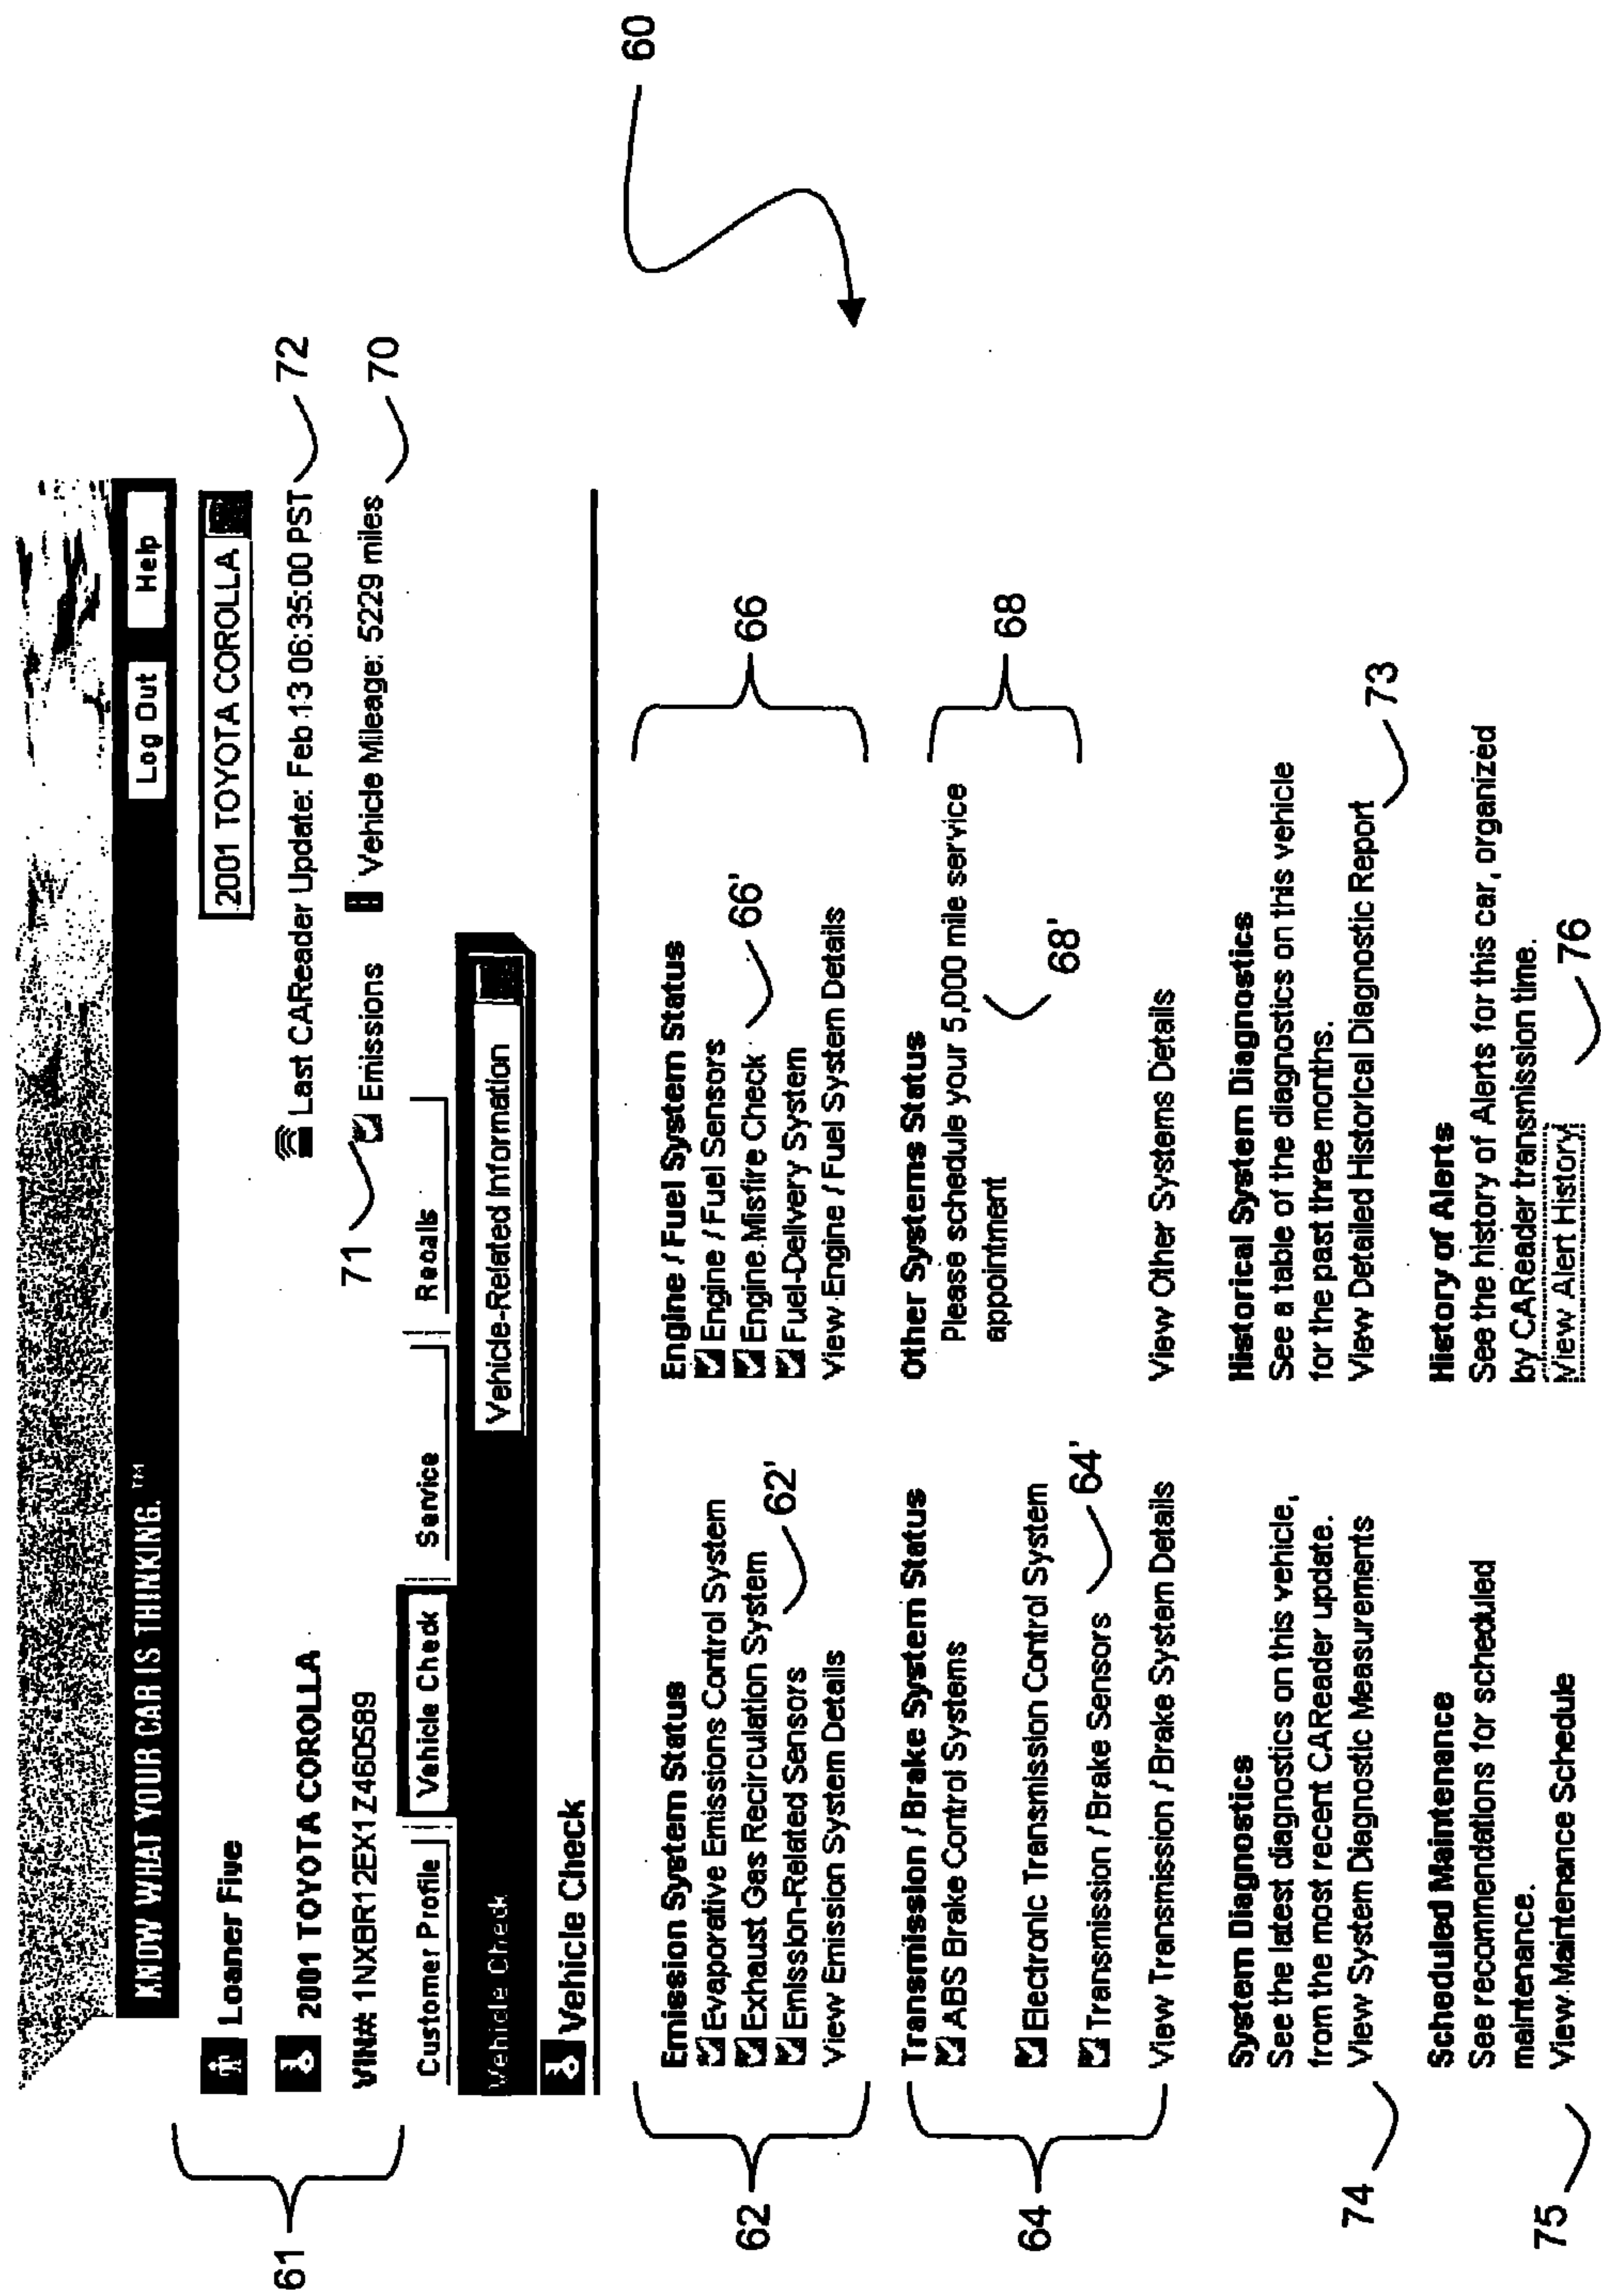 KNOW WHAT YOUR CAR IS THINKING.™
Log Out
Help
Loaner Five
2001 TOYOTA COROLLA
2001 TOYOTA COROLLA
Last CAReader Update: Feb 13 06:35:00 PST
72
VIN#: 1NXBR12EX1Z460589
71
Emissions
Vehicle Mileage: 5229 miles
70
61
Customer Profile
Vehicle Check
Service
Recalls
Vehicle Check
Vehicle-Related Information
Vehicle Check
60
Emission System Status
Evaporative Emissions Control System
Exhaust Gas Recirculation System
Emission-Related Sensors
62'
View Emission System Details
62
Engine / Fuel System Status
Engine / Fuel Sensors
Engine Misfire Check
66'
Fuel-Delivery System
View Engine / Fuel System Details
66
Transmission / Brake System Status
ABS Brake Control Systems
Electronic Transmission Control System
Transmission / Brake Sensors
64'
View Transmission / Brake System Details
64
Other Systems Status
Please schedule your 5,000 mile service
appointment
68'
View Other Systems Details
68
System Diagnostics
See the latest diagnostics on this vehicle,
from the most recent CAReader update.
View System Diagnostic Measurements
74
Historical System Diagnostics
See a table of the diagnostics on this vehicle
for the past three months.
View Detailed Historical Diagnostic Report
73
Scheduled Maintenance
See recommendations for scheduled
maintenance.
View Maintenance Schedule
75
History of Alerts
See the history of Alerts for this car, organized
by CAReader transmission time.
View Alert History
76